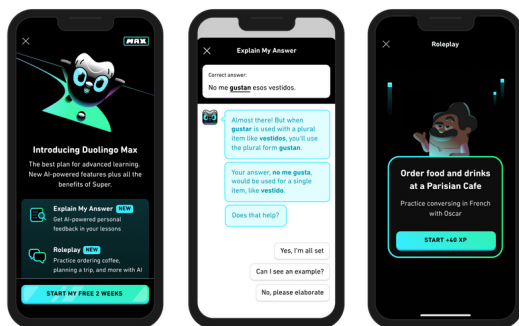 MAX
Introducing Duolingo Max
The best plan for advanced learning.
New AI-powered features plus all the
benefits of Super.
Explain My Answer NEW
Get AI-powered personal
feedback in your lessons
Roleplay NEW
Practice ordering coffee,
planning a trip, and more with AI
START MY FREE 2 WEEKS
Explain My Answer
Correct answer:
No me gustan esos vestidos.
Almost there! But when
gustar is used with a plural
item like vestidos, you'll use
the plural form gustan.
Your answer, no me gusta,
would be used for a single
item, like vestido.
Does that help?
Yes, I'm all set
Can I see an example?
No, please elaborate
Roleplay
Order food and drinks
at a Parisian Cafe
Practice conversing in French
with Oscar
START +40 XP